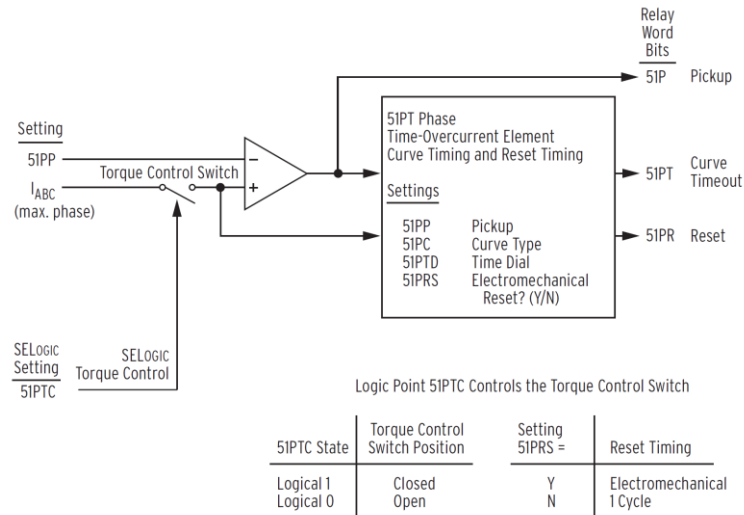 Relay
Word
Bits
51P Pickup
Setting
51PP
I_ABC
(max. phase)
Torque Control Switch
−
+
51PT Phase
Time-Overcurrent Element
Curve Timing and Reset Timing
Settings
51PP Pickup
51PC Curve Type
51PTD Time Dial
51PRS Electromechanical
Reset? (Y/N)
51PT Curve
Timeout
51PR Reset
SELOGIC
Setting
51PTC
SELOGIC
Torque Control
Logic Point 51PTC Controls the Torque Control Switch
51PTC State Torque Control
Switch Position
Logical 1 Closed
Logical 0 Open
Setting
51PRS = Reset Timing
Y Electromechanical
N 1 Cycle